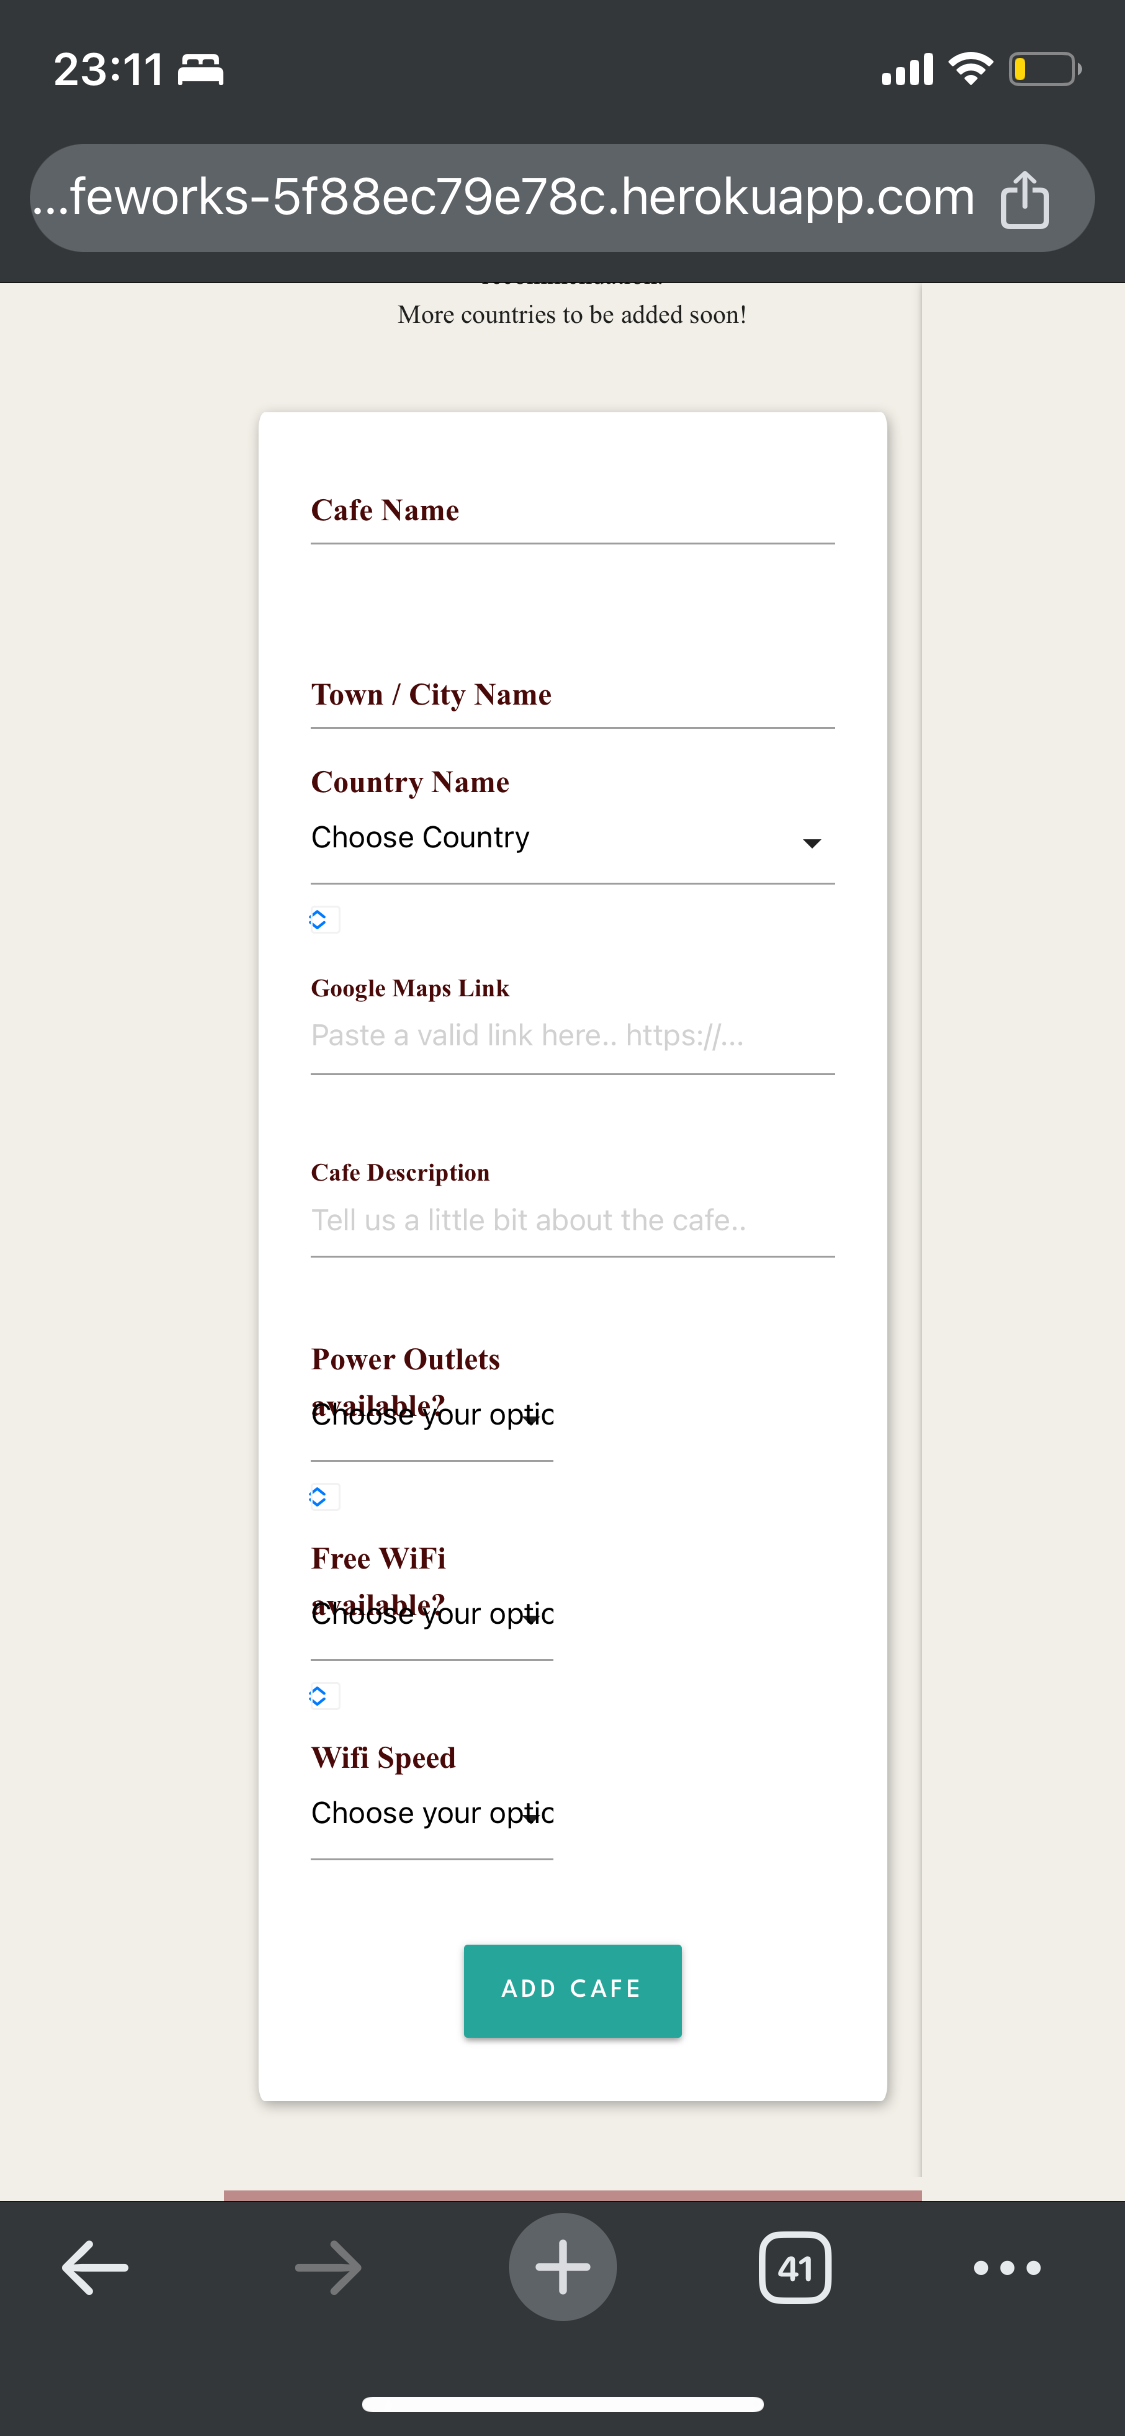 23:11
...feworks-5f88ec79e78c.herokuapp.com
More countries to be added soon!
Cafe Name
Town / City Name
Country Name
Choose Country
Google Maps Link
Paste a valid link here.. https://...
Cafe Description
Tell us a little bit about the cafe..
Power Outlets
available?
Choose your optic
Free WiFi
available?
Choose your optic
Wifi Speed
Choose your optic
ADD CAFE
41